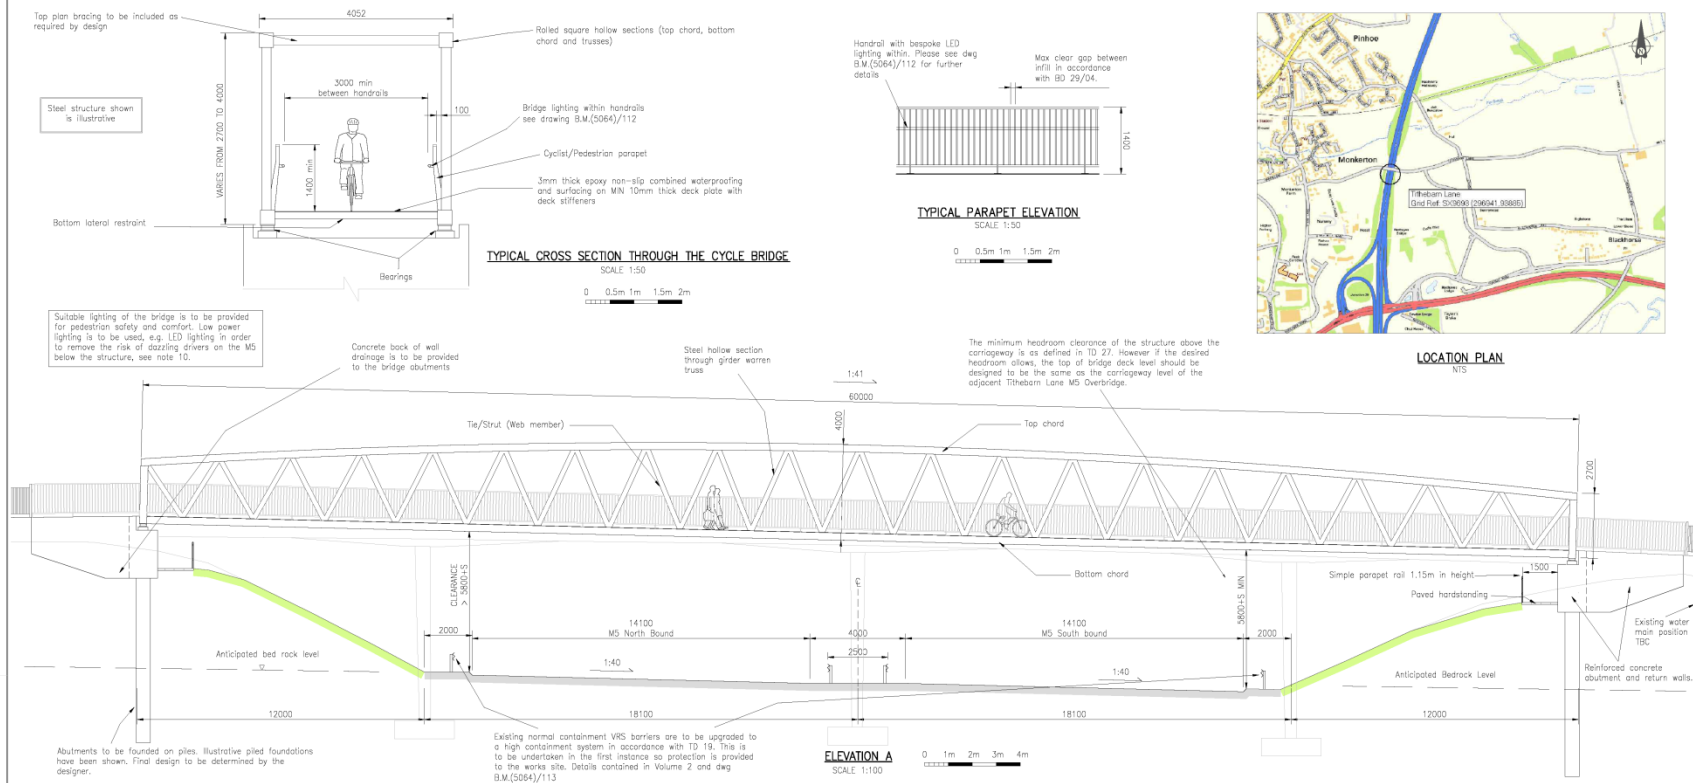 Top plan bracing to be included as
required by design
4052
Rolled square hollow sections (top chord, bottom
chord and trusses)
3000 min
between handrails
100
Steel structure shown
is illustrative
VARIES FROM 2700 TO 4000
Bridge lighting within handrails
see drawing B.M.(5064)/112
Cyclist/Pedestrian parapet
1400 min
3mm thick epoxy non-slip combined waterproofing
and surfacing on MIN 10mm thick deck plate with
deck stiffeners
Bottom lateral restraint
Bearings
TYPICAL CROSS SECTION THROUGH THE CYCLE BRIDGE
SCALE 1:50
0 0.5m 1m 1.5m 2m
Handrail with bespoke LED
lighting within. Please see dwg
B.M.(5064)/112 for further
details
Max clear gap between
infill in accordance
with BD 29/04.
1400
TYPICAL PARAPET ELEVATION
SCALE 1:50
0 0.5m 1m 1.5m 2m
Pinhoe
N
Monkerton
Tithebarn Lane
Grid Ref: SX9693 (296941,93885)
Blackhorse
LOCATION PLAN
NTS
Suitable lighting of the bridge is to be provided
for pedestrian safety and comfort. Low power
lighting is to be used, e.g. LED lighting in order
to remove the risk of dazzling drivers on the M5
below the structure, see note 10.
Concrete back of wall
drainage is to be provided
to the bridge abutments
Steel hollow section
through girder warren
truss
The minimum headroom clearance of the structure above the
carriageway is as defined in TD 27. However if the desired
headroom allows, the top of bridge deck level should be
designed to be the same as the carriageway level of the
adjacent Tithebarn Lane M5 Overbridge.
1:41
60000
4000
Tie/Strut (Web member)
Top chord
2700
Bottom chord
CLEARANCE
> 5800+S
5800+S MIN
Simple parapet rail 1.15m in height
1500
Paved hardstanding
Existing water
main position
TBC
2000
14100
M5 North Bound
4000
2500
14100
M5 South bound
2000
1:40
1:40
Anticipated bed rock level
Anticipated Bedrock Level
Reinforced concrete
abutment and return walls.
12000
18100
18100
12000
Abutments to be founded on piles. Illustrative piled foundations
have been shown. Final design to be determined by the
designer.
Existing normal containment VRS barriers are to be upgraded to
a high containment system in accordance with TD 19. This is
to be undertaken in the first instance so protection is provided
to the works site. Details contained in Volume 2 and dwg
B.M.(5064)/113
ELEVATION A
SCALE 1:100
0 1m 2m 3m 4m